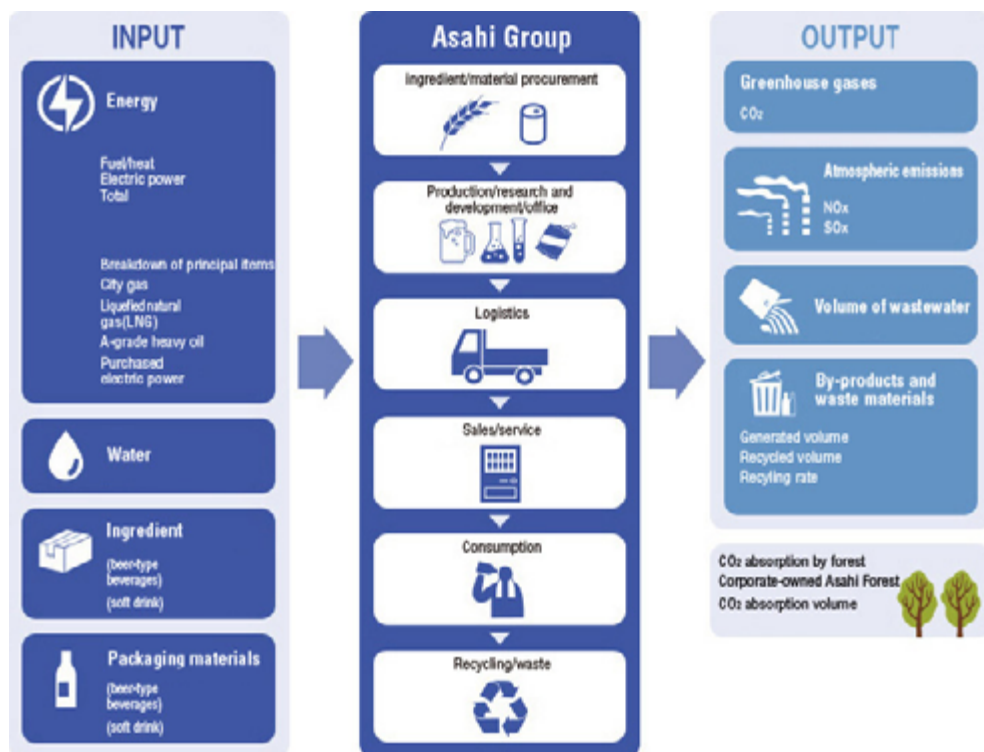 INPUT
Energy
Fuel/heat
Electric power
Total
Breakdown of principal items
City gas
Liquefied natural
gas(LNG)
A-grade heavy oil
Purchased
electric power
Water
Ingredient
(beer-type
beverages)
(soft drink)
Packaging materials
(beer-type
beverages)
(soft drink)
Asahi Group
ingredient/material procurement
Production/research and
development/office
Logistics
Sales/service
Consumption
Recycling/waste
OUTPUT
Greenhouse gases
CO₂
Atmospheric emissions
NOx
SOx
Volume of wastewater
By-products and
waste materials
Generated volume
Recycled volume
Recyling rate
CO₂ absorption by forest
Corporate-owned Asahi Forest
CO₂ absorption volume